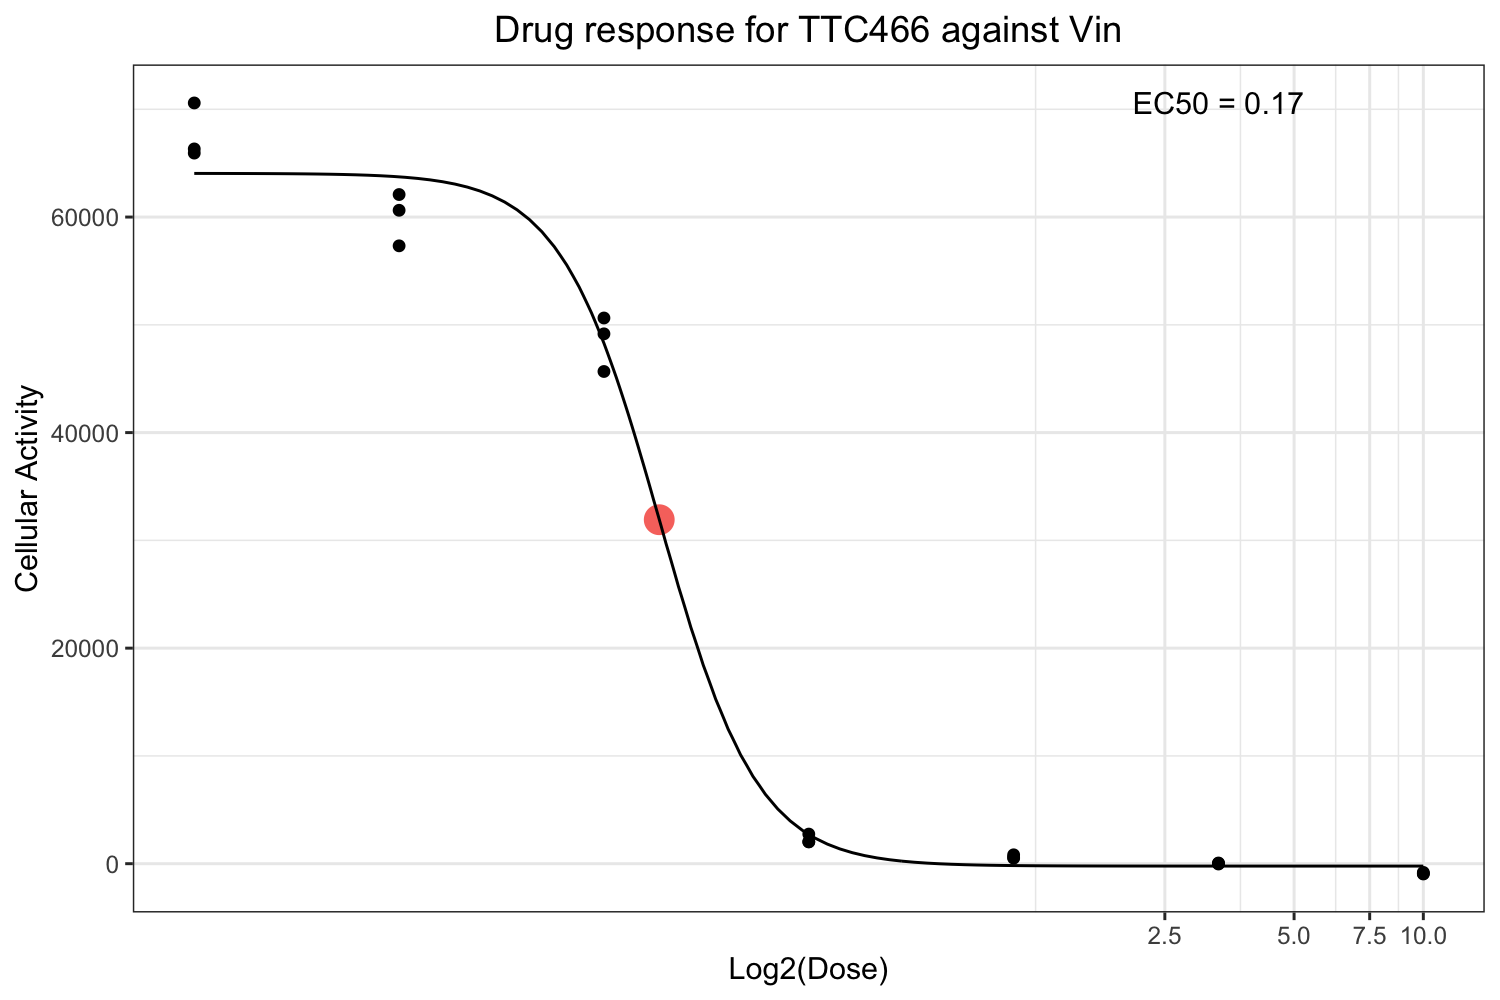 Drug response for TTC466 against Vin
EC50 = 0.17
Cellular Activity
60000
40000
20000
0
2.5 5.0 7.5 10.0
Log2(Dose)